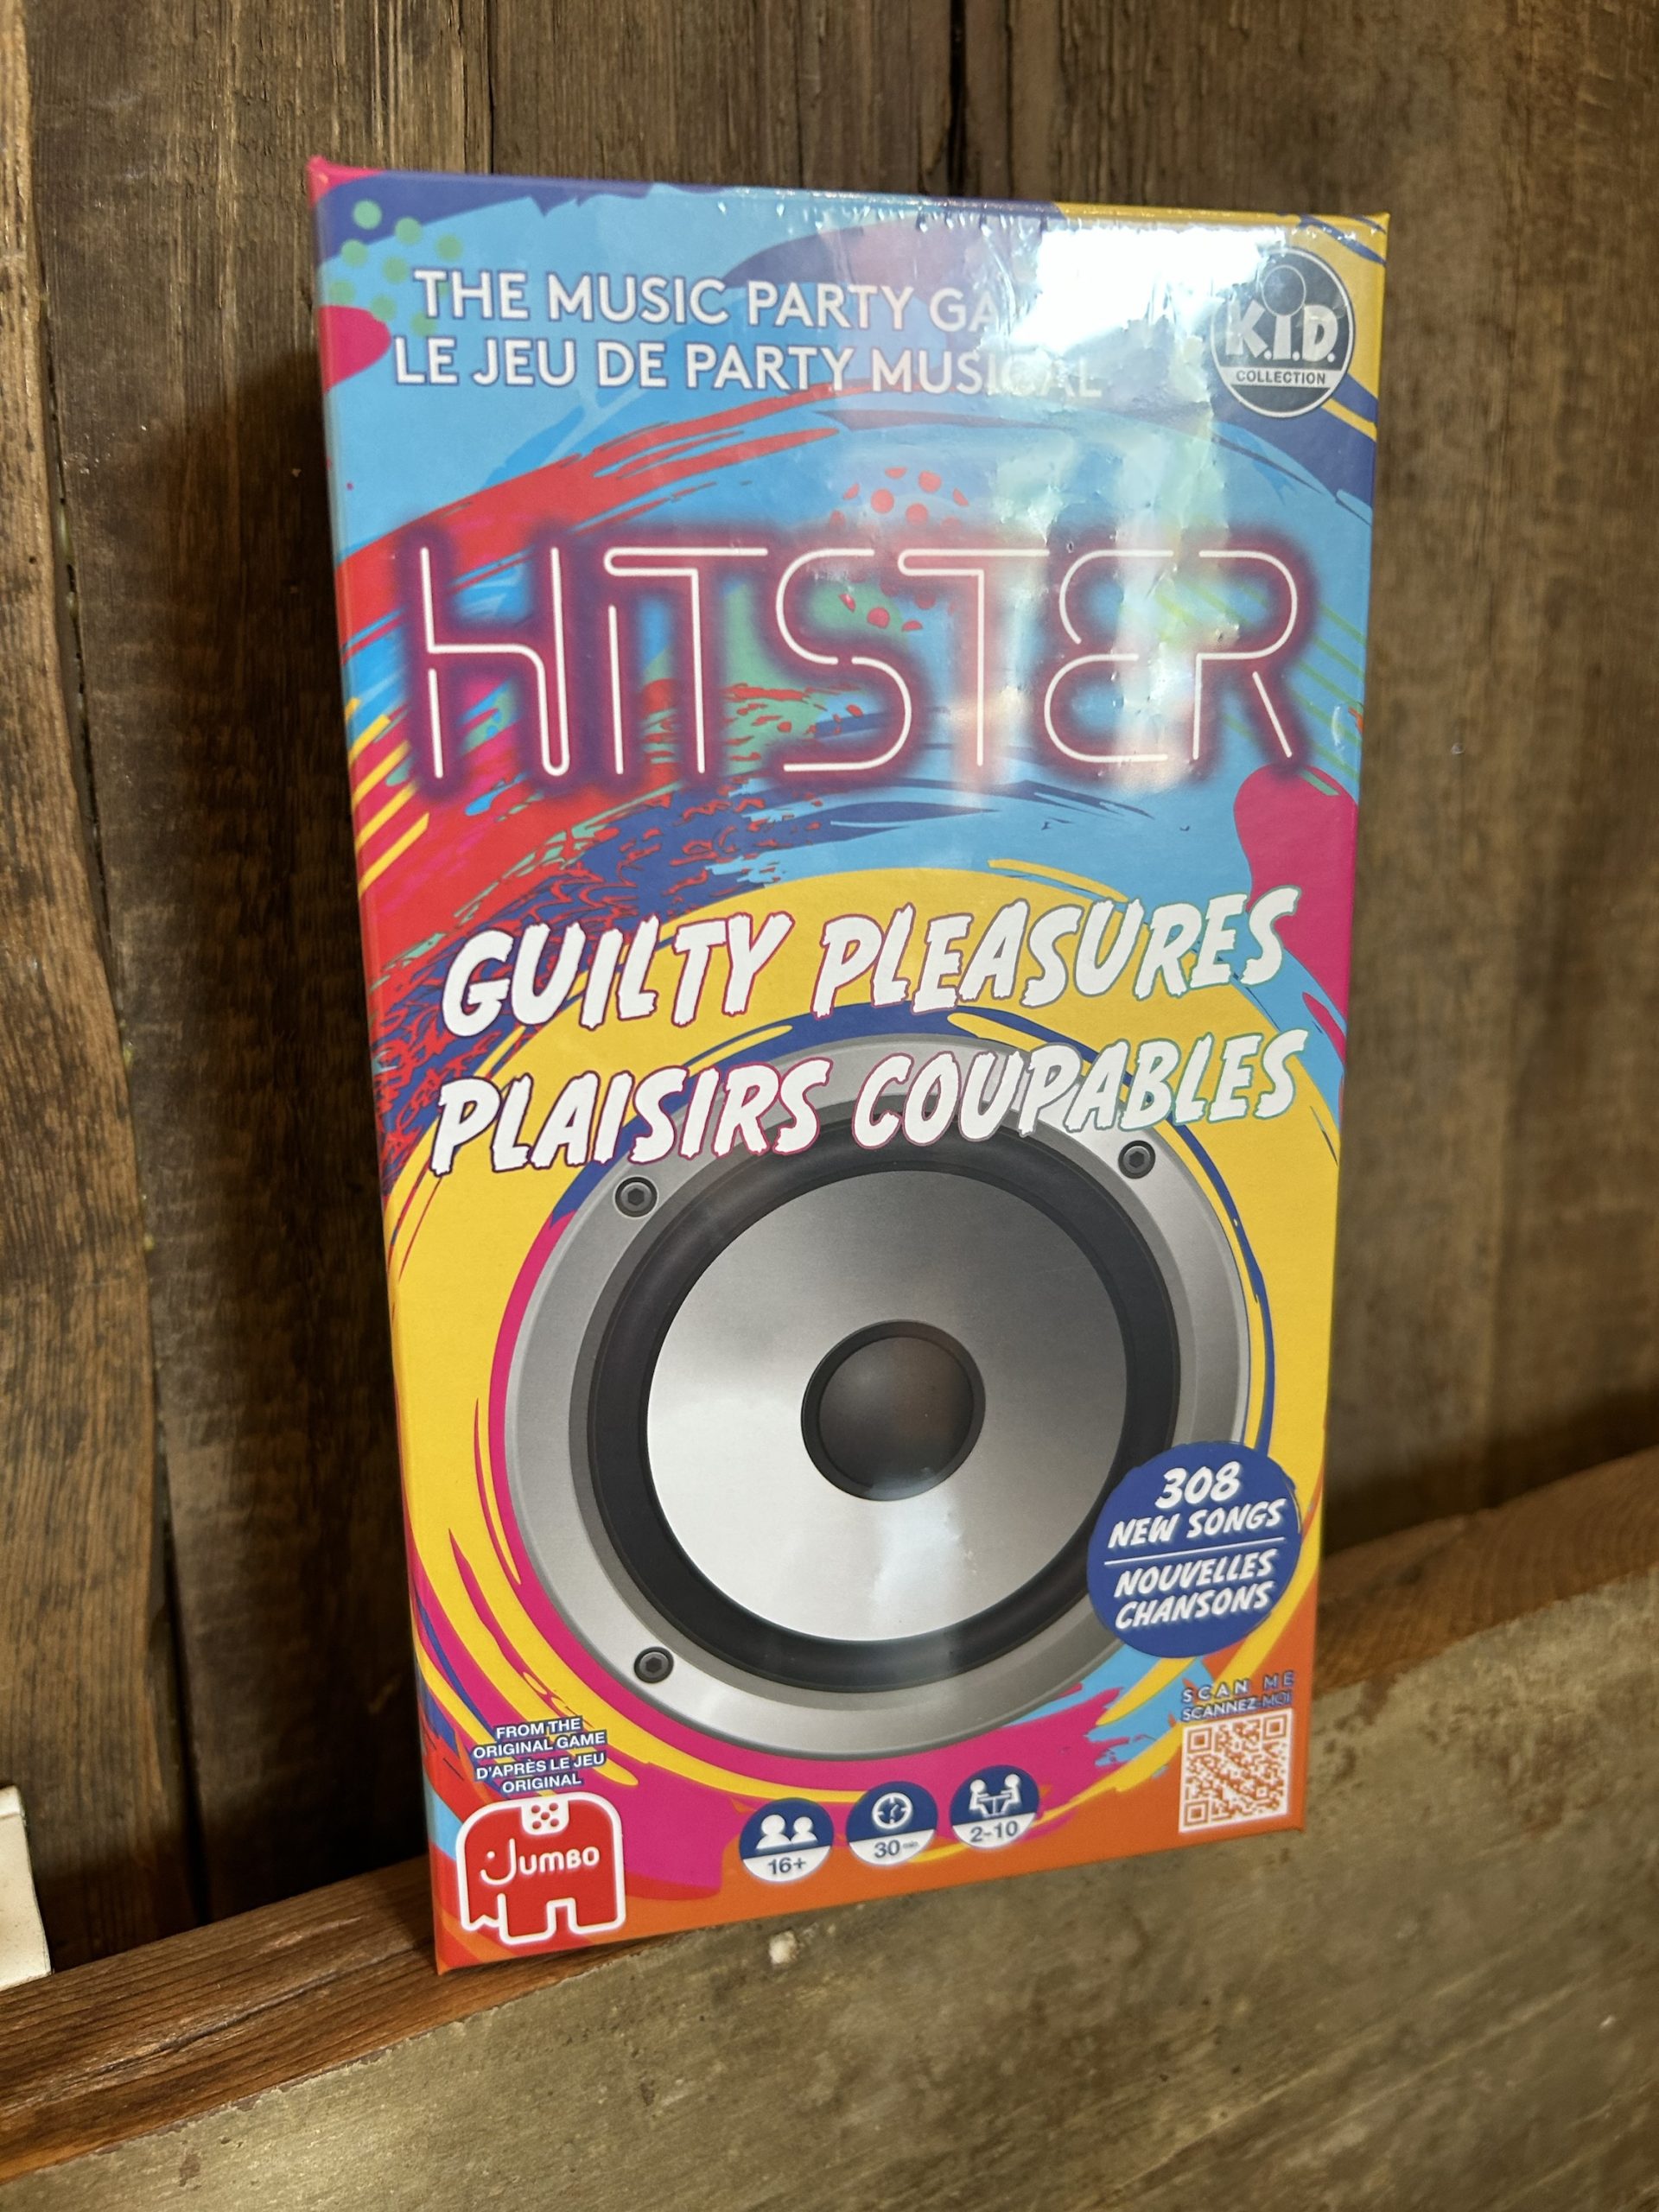 THE MUSIC PARTY
LE JEU DE PARTY MUSICAL
K.I.D.
COLLECTION
HITSTER
GUILTY PLEASURES
PLAISIRS COUPABLES
308
NEW SONGS
NOUVELLES
CHANSONS
SCAN ME
SCANNEZ-MOI
FROM THE
ORIGINAL GAME
D'APRÈS LE JEU
ORIGINAL
JUMBO
16+
30 min
2-10